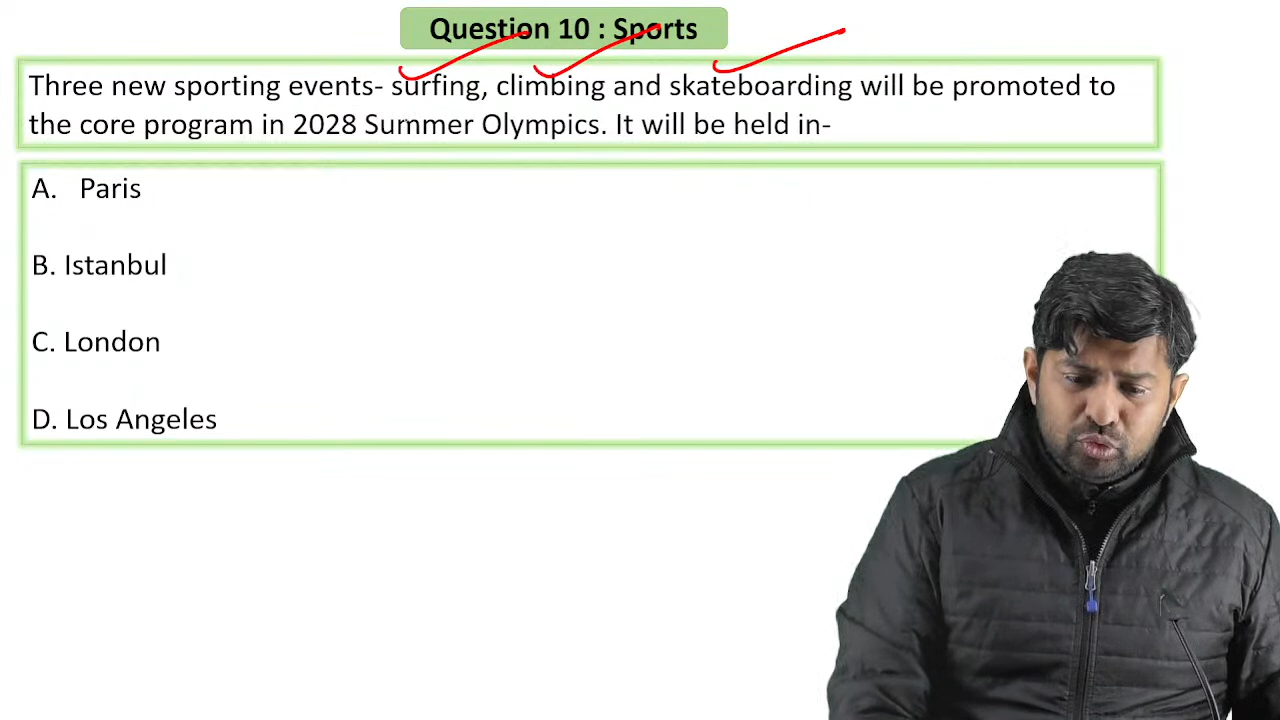 Question 10 : Sports
Three new sporting events- surfing, climbing and skateboarding will be promoted to
the core program in 2028 Summer Olympics. It will be held in-
A. Paris
B. Istanbul
C. London
D. Los Angeles